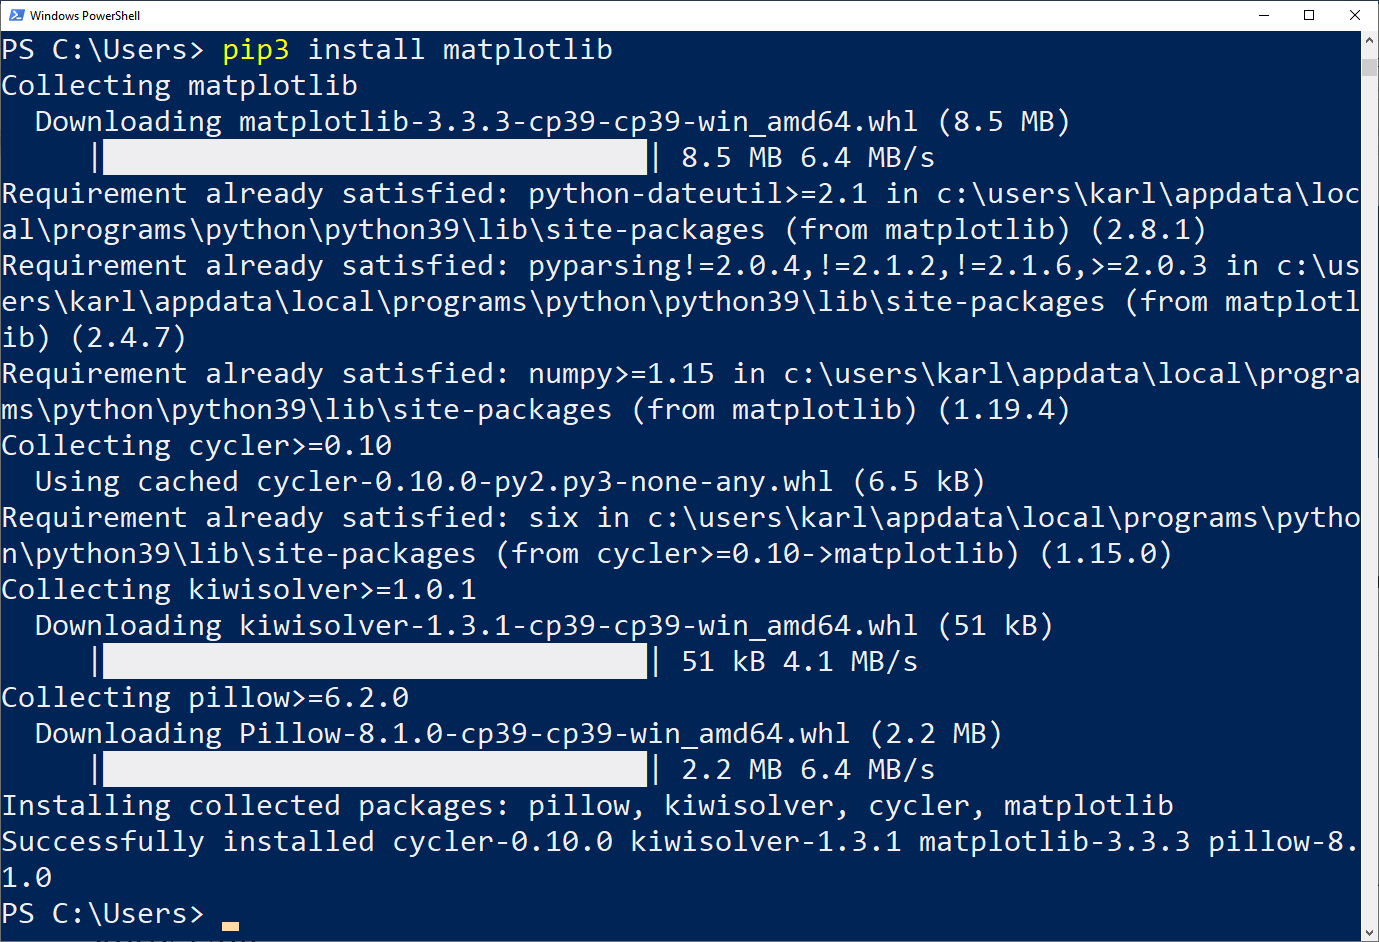 Windows PowerShell
PS C:\Users> pip3 install matplotlib
Collecting matplotlib
  Downloading matplotlib-3.3.3-cp39-cp39-win_amd64.whl (8.5 MB)
     |████████████████████████████████| 8.5 MB 6.4 MB/s
Requirement already satisfied: python-dateutil>=2.1 in c:\users\karl\appdata\loc
al\programs\python\python39\lib\site-packages (from matplotlib) (2.8.1)
Requirement already satisfied: pyparsing!=2.0.4,!=2.1.2,!=2.1.6,>=2.0.3 in c:\us
ers\karl\appdata\local\programs\python\python39\lib\site-packages (from matplotl
ib) (2.4.7)
Requirement already satisfied: numpy>=1.15 in c:\users\karl\appdata\local\progra
ms\python\python39\lib\site-packages (from matplotlib) (1.19.4)
Collecting cycler>=0.10
  Using cached cycler-0.10.0-py2.py3-none-any.whl (6.5 kB)
Requirement already satisfied: six in c:\users\karl\appdata\local\programs\pytho
n\python39\lib\site-packages (from cycler>=0.10->matplotlib) (1.15.0)
Collecting kiwisolver>=1.0.1
  Downloading kiwisolver-1.3.1-cp39-cp39-win_amd64.whl (51 kB)
     |████████████████████████████████| 51 kB 4.1 MB/s
Collecting pillow>=6.2.0
  Downloading Pillow-8.1.0-cp39-cp39-win_amd64.whl (2.2 MB)
     |████████████████████████████████| 2.2 MB 6.4 MB/s
Installing collected packages: pillow, kiwisolver, cycler, matplotlib
Successfully installed cycler-0.10.0 kiwisolver-1.3.1 matplotlib-3.3.3 pillow-8.
1.0
PS C:\Users>